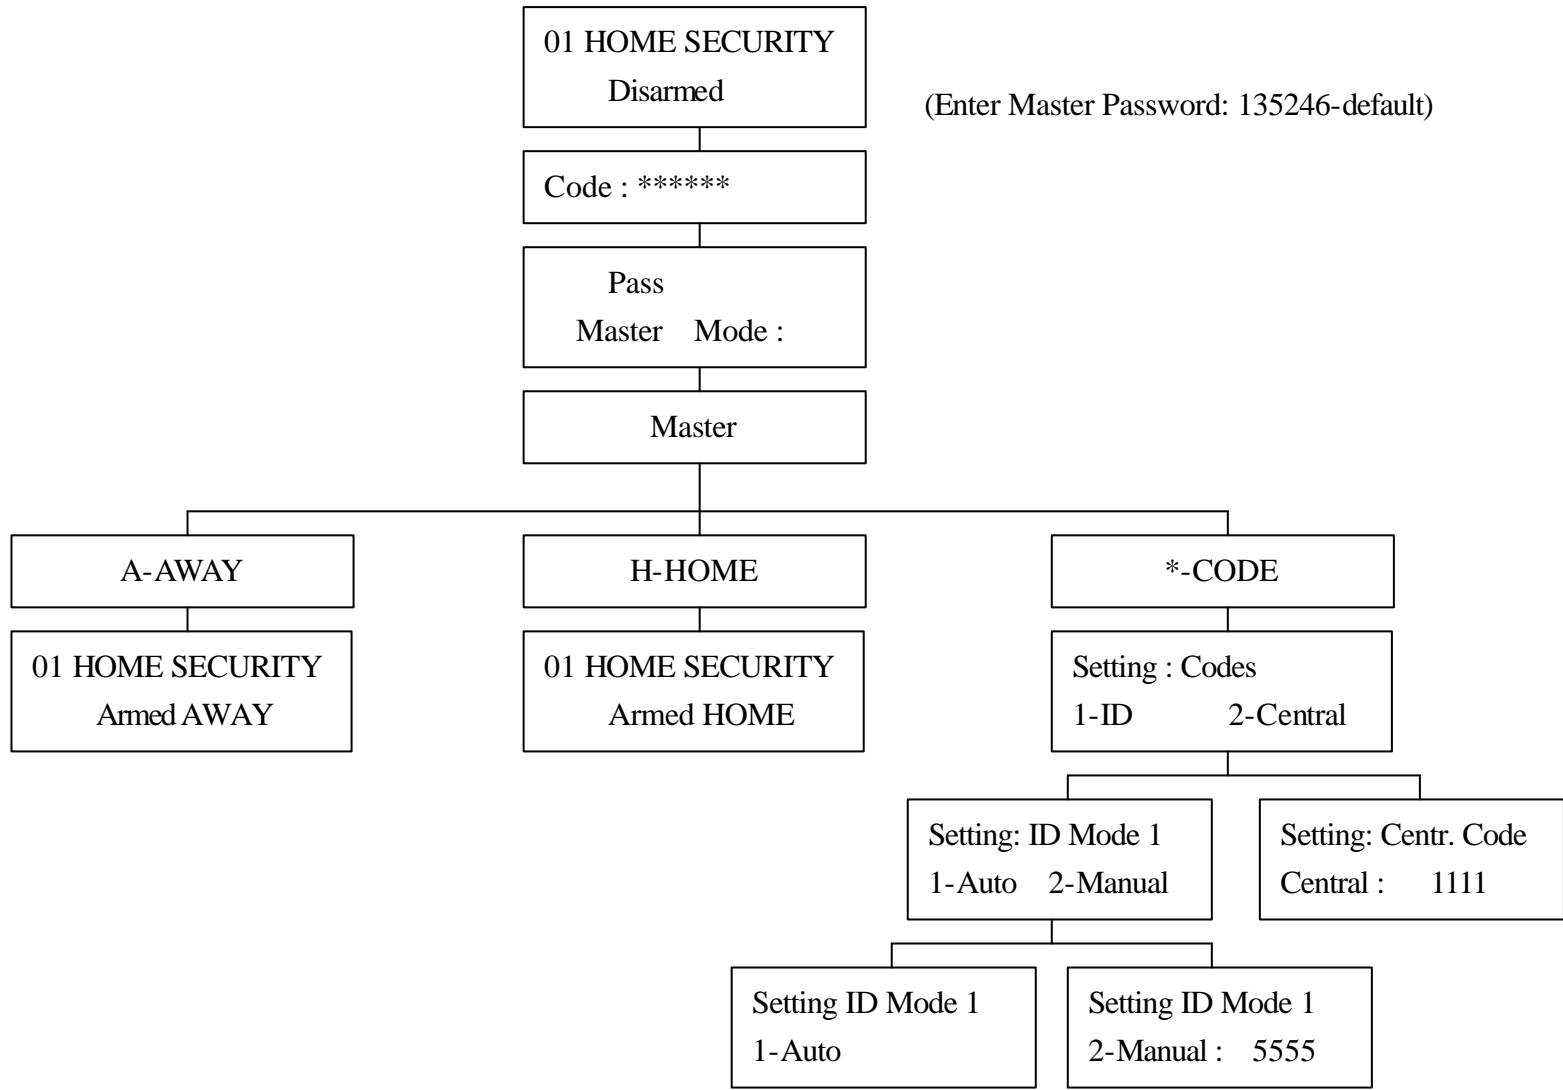 01 HOME SECURITY
Disarmed
(Enter Master Password: 135246-default)
Code : ******
Pass
Master Mode :
Master
A-AWAY
H-HOME
*-CODE
01 HOME SECURITY
Armed AWAY
01 HOME SECURITY
Armed HOME
Setting : Codes
1-ID 2-Central
Setting: ID Mode 1
1-Auto 2-Manual
Setting: Centr. Code
Central : 1111
Setting ID Mode 1
1-Auto
Setting ID Mode 1
2-Manual : 5555